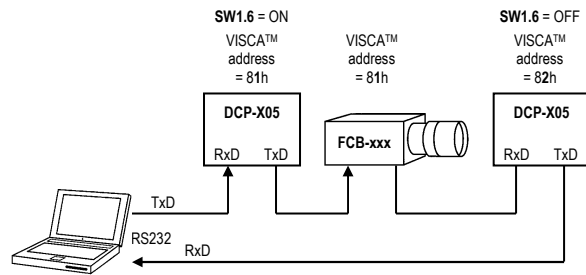 SW1.6 = ON
VISCA™
address
= 81h
DCP-X05
RxD TxD
VISCA™
address
= 81h
FCB-xxx
SW1.6 = OFF
VISCA™
address
= 82h
DCP-X05
RxD TxD
TxD
RS232
RxD